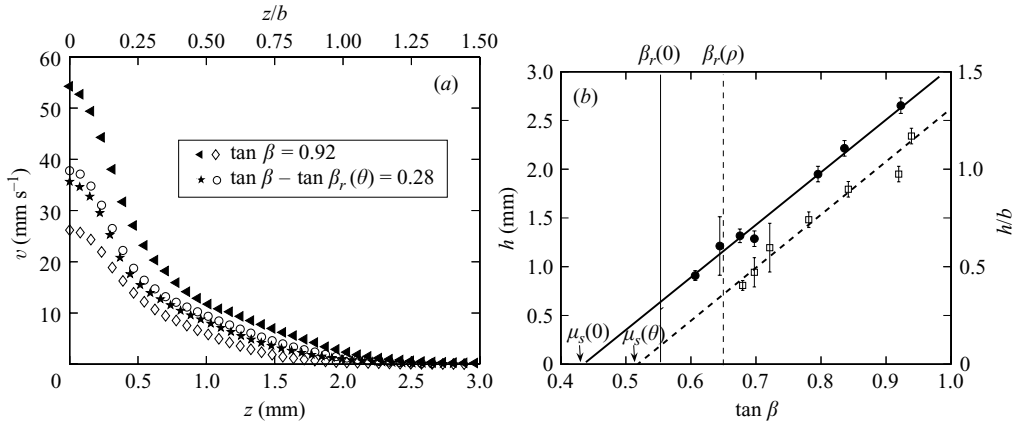 z/b
0 0.25 0.50 0.75 1.00 1.25 1.50
60
50
40
30
20
10
0
v (mm s⁻¹)
(a)
◄ ◇ tan β = 0.92
★ ○ tan β – tan βᵣ(θ) = 0.28
0.5 1.0 1.5 2.0 2.5 3.0
z (mm)
βᵣ(0) βᵣ(ρ)
(b)
3.0
2.5
2.0
1.5
1.0
0.5
0
h (mm)
μₛ(0) μₛ(θ)
1.5
1.0
0.5
0
h/b
0.4 0.5 0.6 0.7 0.8 0.9 1.0
tan β